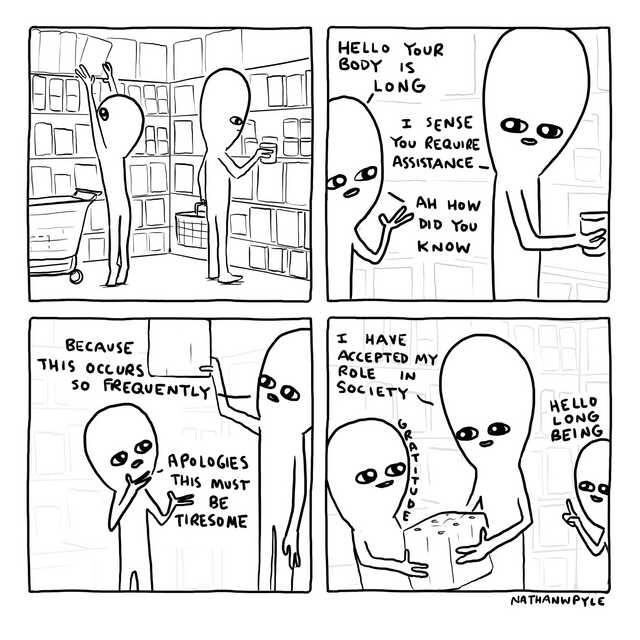 HELLO YOUR
BODY IS
LONG
I SENSE
YOU REQUIRE
ASSISTANCE
AH HOW
DID YOU
KNOW
BECAUSE
THIS OCCURS
SO FREQUENTLY
APOLOGIES
THIS MUST
BE
TIRESOME
I HAVE
ACCEPTED MY
ROLE IN
SOCIETY
GRATITUDE
HELLO
LONG
BEING
NATHANWPYLE